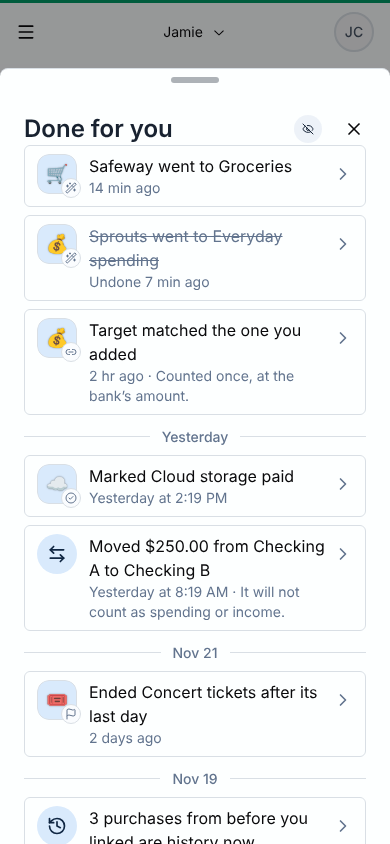 Jamie
JC
Done for you
Safeway went to Groceries
14 min ago
Sprouts went to Everyday
spending
Undone 7 min ago
Target matched the one you
added
2 hr ago · Counted once, at the
bank’s amount.
Yesterday
Marked Cloud storage paid
Yesterday at 2:19 PM
Moved $250.00 from Checking
A to Checking B
Yesterday at 8:19 AM · It will not
count as spending or income.
Nov 21
Ended Concert tickets after its
last day
2 days ago
Nov 19
3 purchases from before you
linked are history now